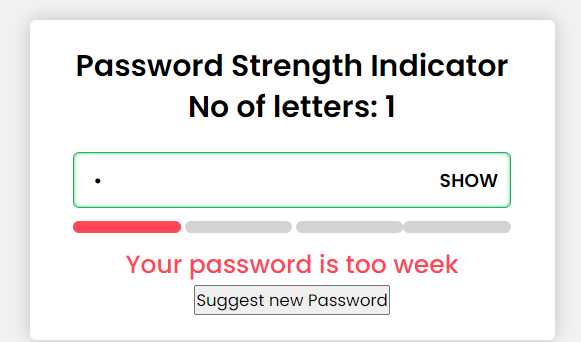 Password Strength Indicator
No of letters: 1
• SHOW
Your password is too week
Suggest new Password